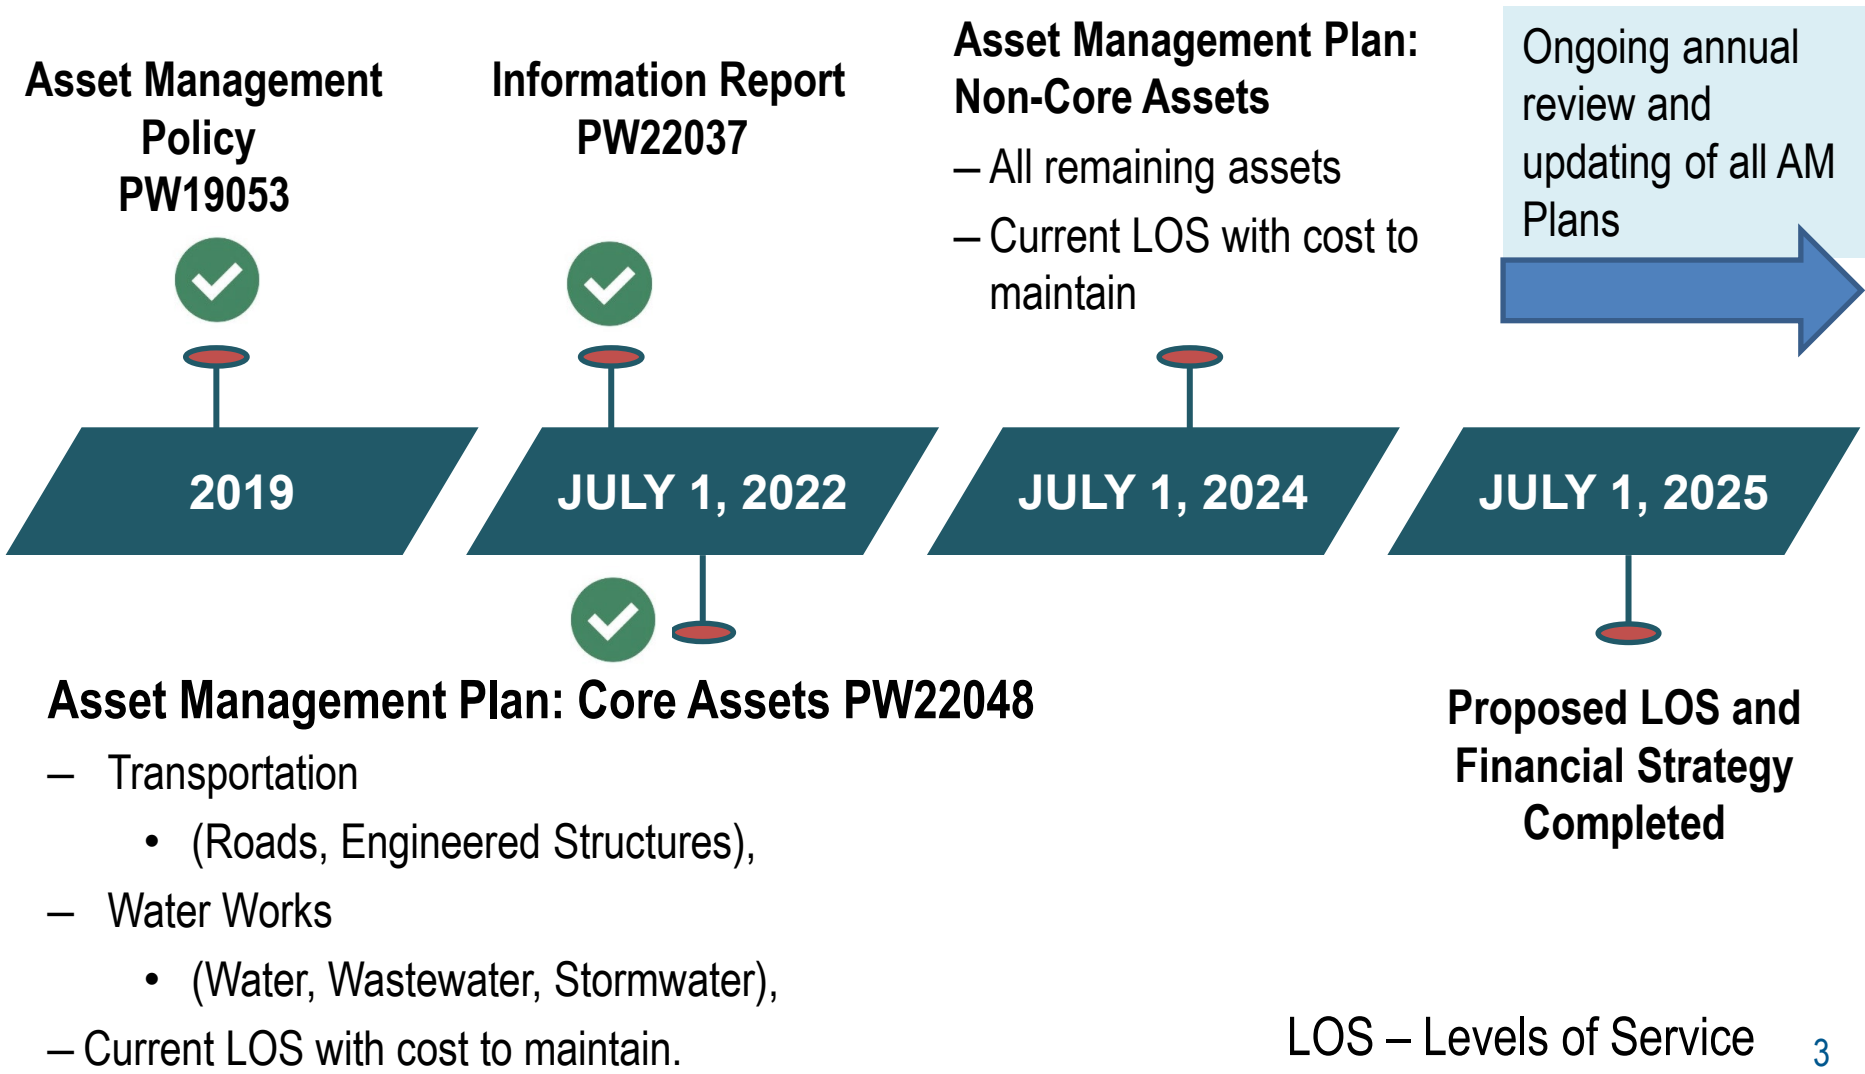 Asset Management
Policy
PW19053
Information Report
PW22037
Asset Management Plan:
Non-Core Assets
– All remaining assets
– Current LOS with cost to
maintain
Ongoing annual
review and
updating of all AM
Plans
2019
JULY 1, 2022
JULY 1, 2024
JULY 1, 2025
Asset Management Plan: Core Assets PW22048
– Transportation
• (Roads, Engineered Structures),
– Water Works
• (Water, Wastewater, Stormwater),
– Current LOS with cost to maintain.
Proposed LOS and
Financial Strategy
Completed
LOS – Levels of Service
3